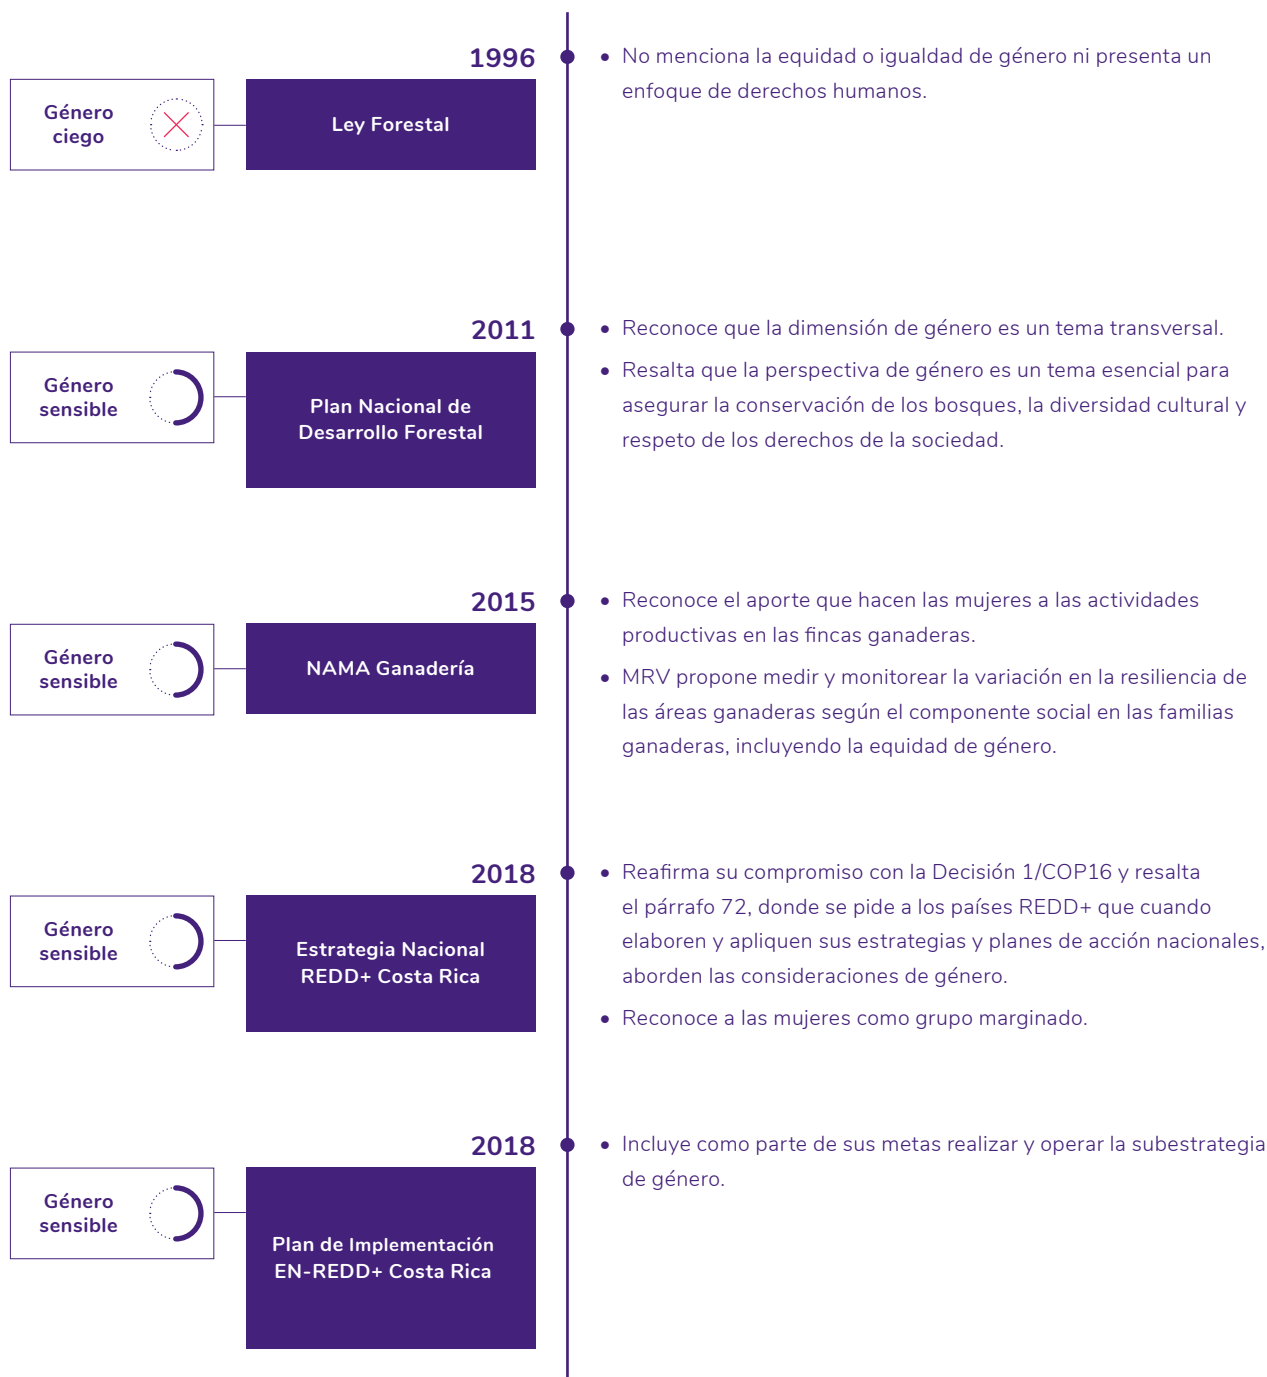 1996
Género
ciego
Ley Forestal
• No menciona la equidad o igualdad de género ni presenta un
enfoque de derechos humanos.
2011
Género
sensible
Plan Nacional de
Desarrollo Forestal
• Reconoce que la dimensión de género es un tema transversal.
• Resalta que la perspectiva de género es un tema esencial para
asegurar la conservación de los bosques, la diversidad cultural y
respeto de los derechos de la sociedad.
2015
Género
sensible
NAMA Ganadería
• Reconoce el aporte que hacen las mujeres a las actividades
productivas en las fincas ganaderas.
• MRV propone medir y monitorear la variación en la resiliencia de
las áreas ganaderas según el componente social en las familias
ganaderas, incluyendo la equidad de género.
2018
Género
sensible
Estrategia Nacional
REDD+ Costa Rica
• Reafirma su compromiso con la Decisión 1/COP16 y resalta
el párrafo 72, donde se pide a los países REDD+ que cuando
elaboren y apliquen sus estrategias y planes de acción nacionales,
aborden las consideraciones de género.
• Reconoce a las mujeres como grupo marginado.
2018
Género
sensible
Plan de Implementación
EN-REDD+ Costa Rica
• Incluye como parte de sus metas realizar y operar la subestrategia
de género.